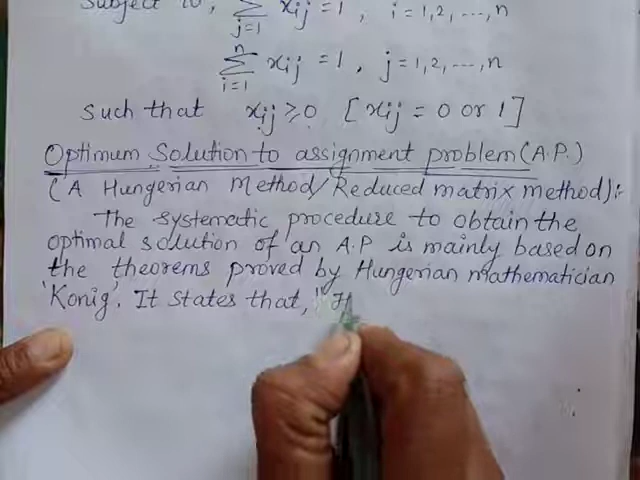 Subject to, ∑_{j=1} xij = 1, i = 1,2, ...,n
∑_{i=1}^{n} xij = 1, j = 1,2, ...,n
such that xij ≥ 0 [xij = 0 or 1]
Optimum Solution to assignment problem (A.P.)
(A Hungerian Method/Reduced matrix method):-
The systematic procedure to obtain the
optimal solution of an A.P is mainly based on
the theorems proved by Hungerian mathematician
'Konig'. It states that, "